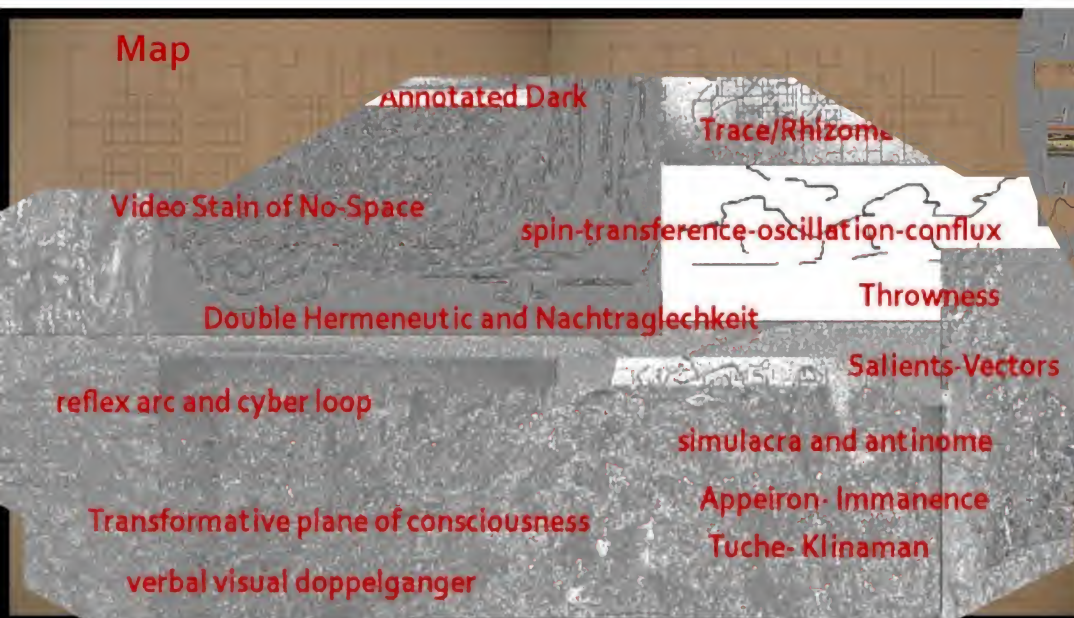 Map
Annotated Dark
Trace/Rhizome
Video Stain of No-Space
spin-transference-oscillation-conflux
Throwness
Double Hermeneutic and Nachtraglechkeit
Salients-Vectors
reflex arc and cyber loop
simulacra and antinome
Appeiron- Immanence
Transformative plane of consciousness
Tuche- Klinaman
verbal visual doppelganger